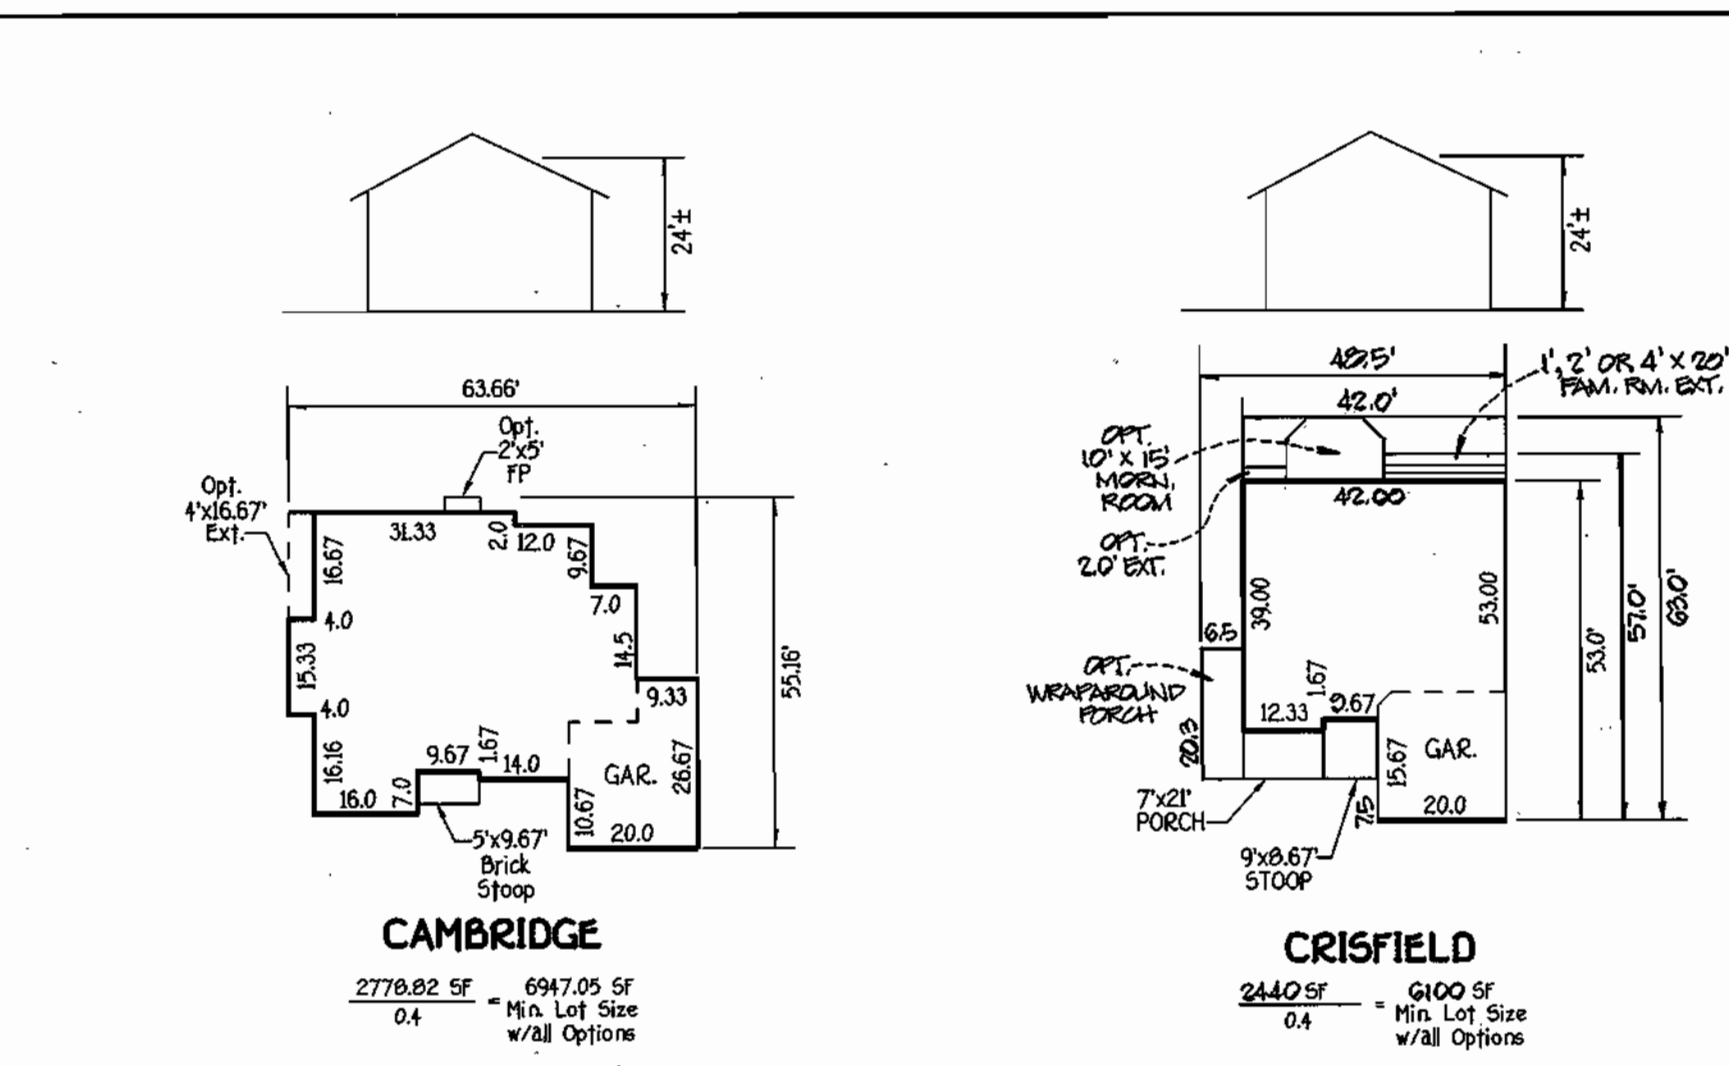 24'±
63.66'
Opt.
2'x5'
FP
Opt.
4'x16.67'
Ext.
31.33
2.0
12.0
9.67
16.67
7.0
4.0
14.5
15.33
9.33
55.16'
4.0
16.16
9.67
1.67
14.0
GAR.
26.67
16.0
7.0
10.67
20.0
5'x9.67'
Brick
Stoop
CAMBRIDGE
2778.82 SF
0.4
=
6947.05 SF
Min. Lot Size
w/all Options
24'±
48.5'
1', 2' OR 4' X 20'
FAM. RM. EXT.
42.0'
OPT.
10' X 15'
MORN.
ROOM
42.00
OPT.
2.0' EXT.
39.00
53.00
53.0'
57.0'
63.0'
6.5
OPT.
WRAPAROUND
PORCH
1.67
12.33
9.67
20.3
15.67
GAR.
7'x21'
PORCH
7.5
20.0
9'x8.67'
STOOP
CRISFIELD
2440 SF
0.4
=
6100 SF
Min. Lot Size
w/all Options